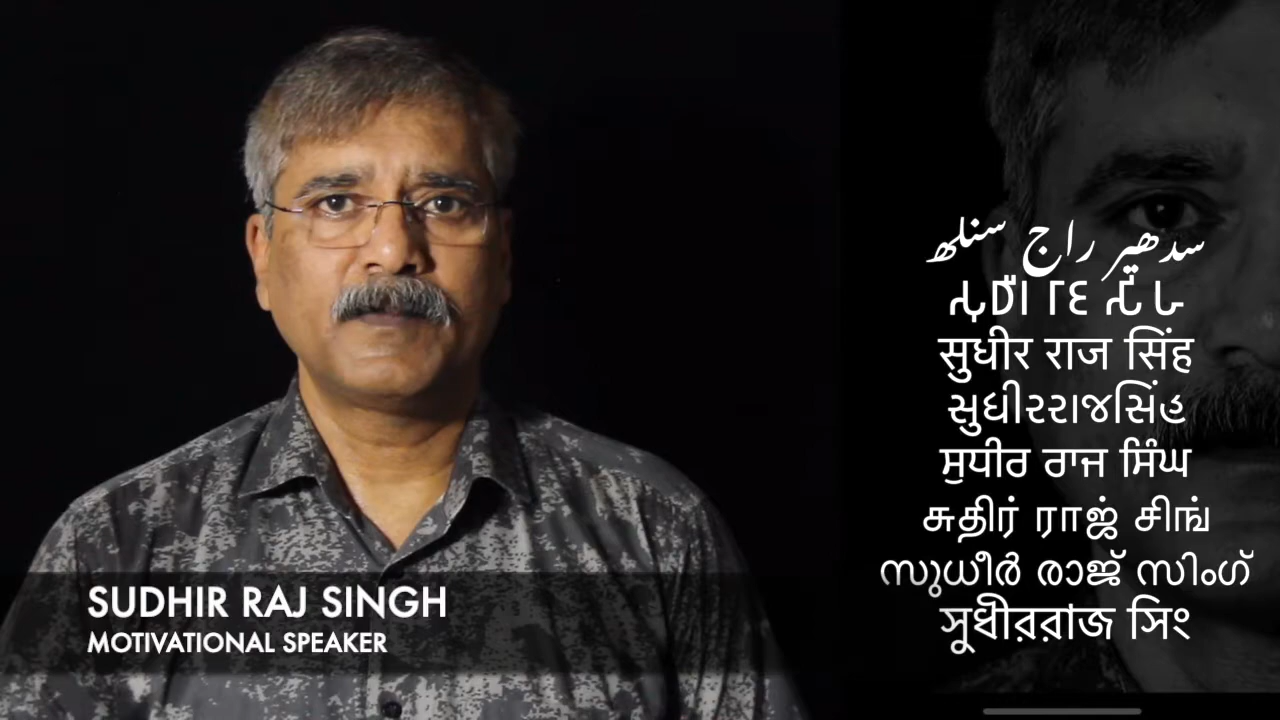 سدھیر راج سنلھ
सुधीर राज सिंह
સુધીરરાજસિંહ
ਸੁਧੀਰ ਰਾਜ ਸਿੰਘ
சுதிர் ராஜ் சிங்
സുധീർ രാജ് സിംഗ്
সুধীররাজ সিং
SUDHIR RAJ SINGH
MOTIVATIONAL SPEAKER